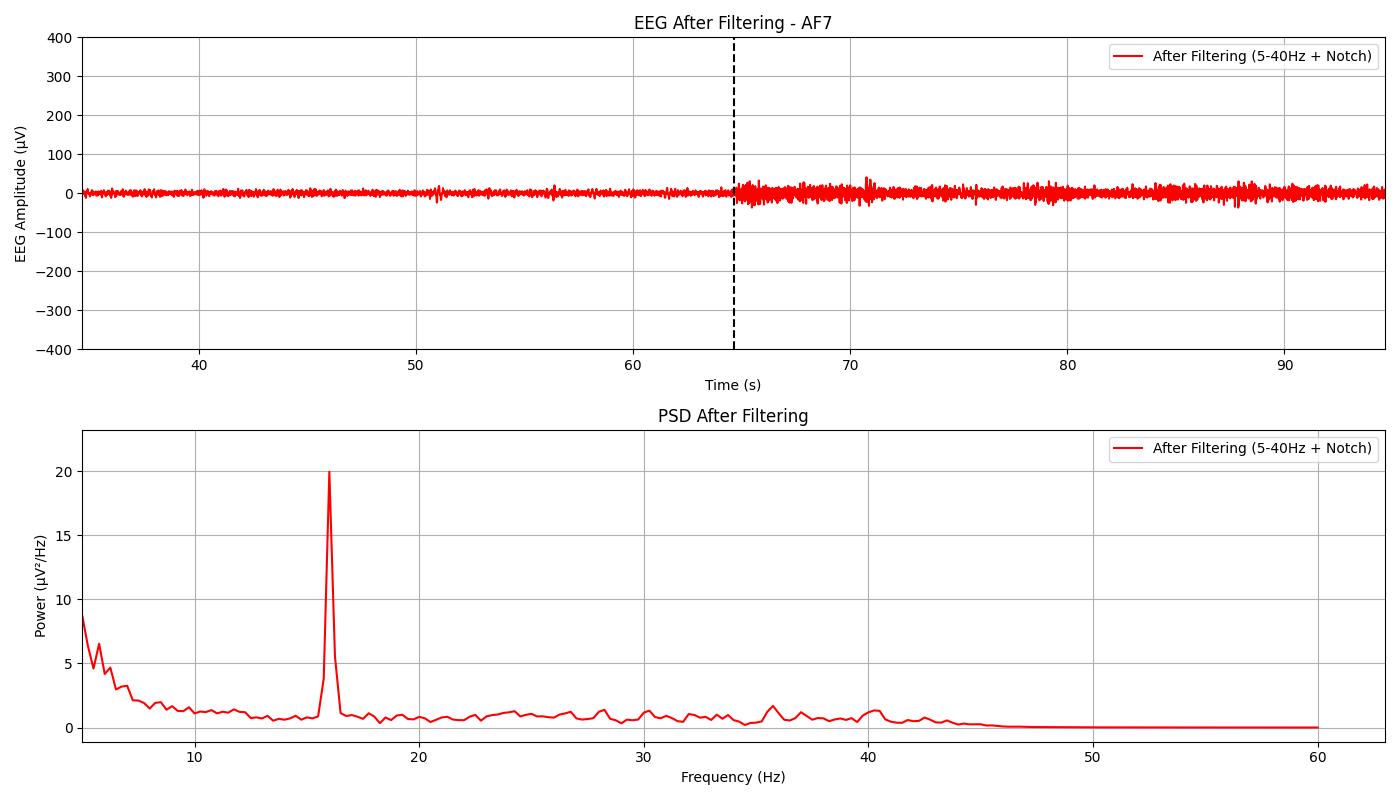 EEG After Filtering - AF7
After Filtering (5-40Hz + Notch)
400
300
200
100
0
−100
−200
−300
−400
EEG Amplitude (µV)
40 50 60 70 80 90
Time (s)
PSD After Filtering
After Filtering (5-40Hz + Notch)
20
15
10
5
0
Power (µV²/Hz)
10 20 30 40 50 60
Frequency (Hz)